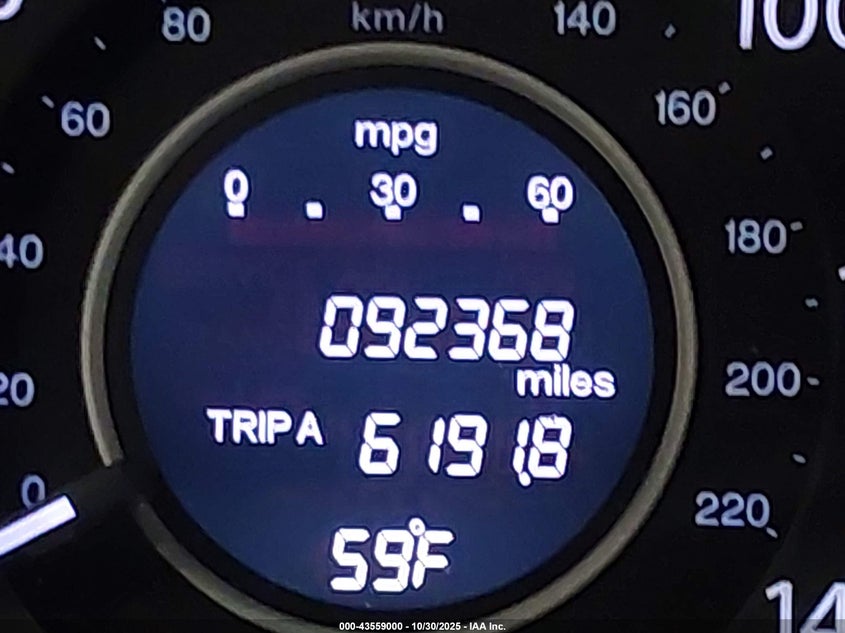 80 km/h 140 100
60 160
mpg
0 30 60
40 180
092368
miles
20 200
TRIP A 6191.8
0
220
59°F
14
000-43559000 - 10/30/2025 - IAA Inc.